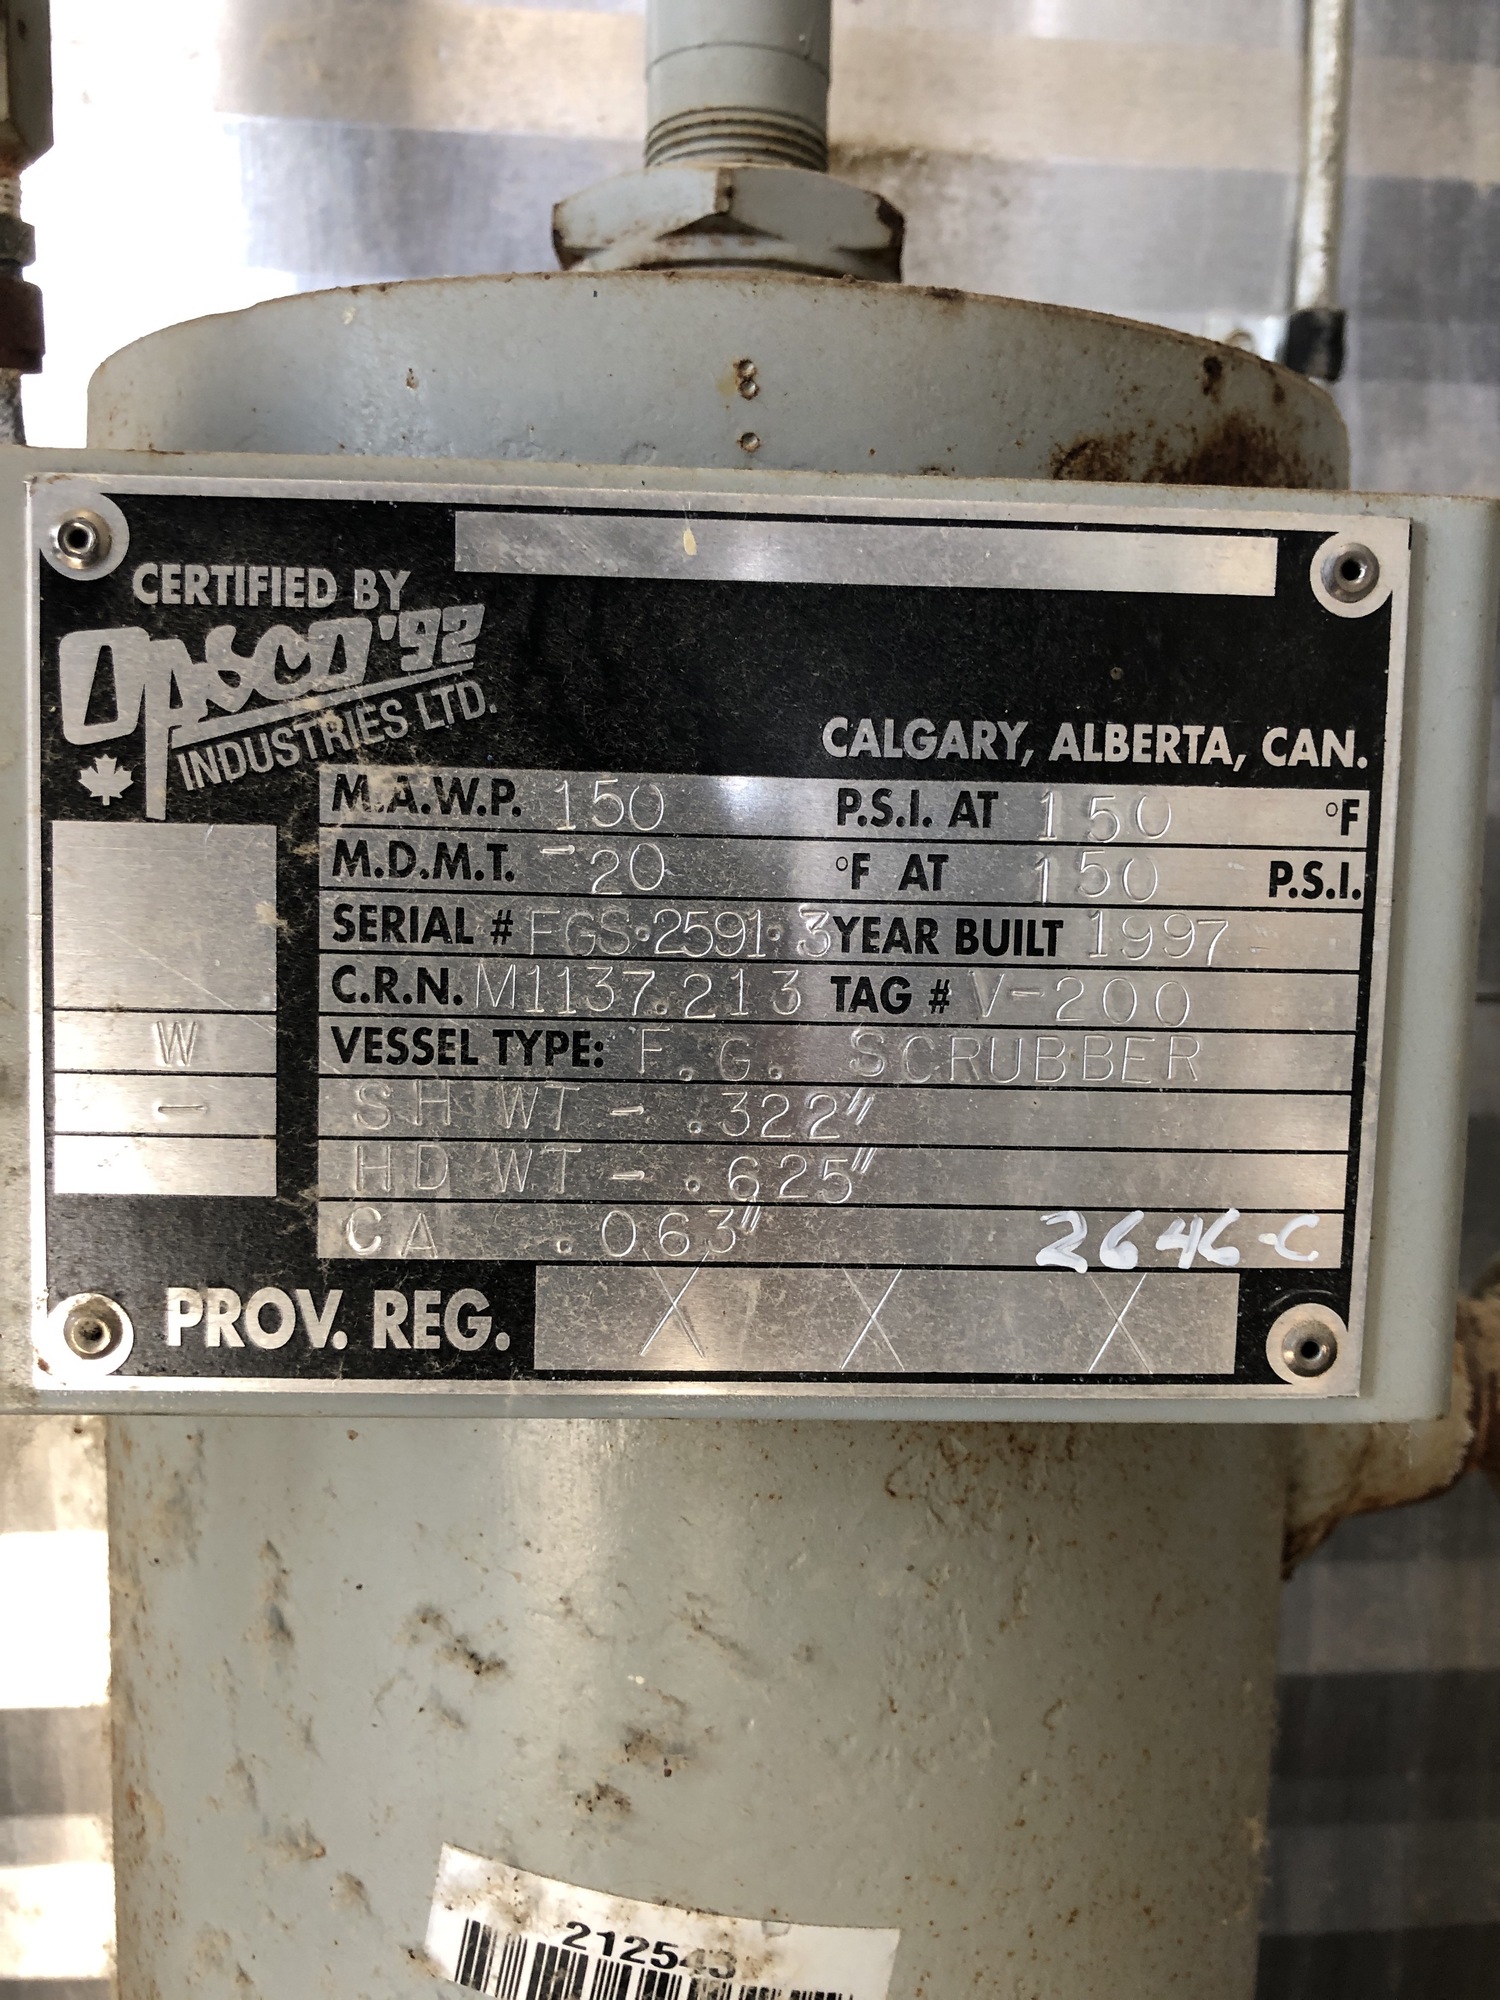 CERTIFIED BY
OPSCO '92
INDUSTRIES LTD.
CALGARY, ALBERTA, CAN.
M.A.W.P. 150 P.S.I. AT 150 °F
M.D.M.T. -20 °F AT 150 P.S.I.
SERIAL # FGS·2591·3 YEAR BUILT 1997
C.R.N. M1137.213 TAG # V-200
W
VESSEL TYPE: F.G. SCRUBBER
-
SH WT - .322"
HD WT - .625"
CA .063" 2646-C
PROV. REG. X X X
212543